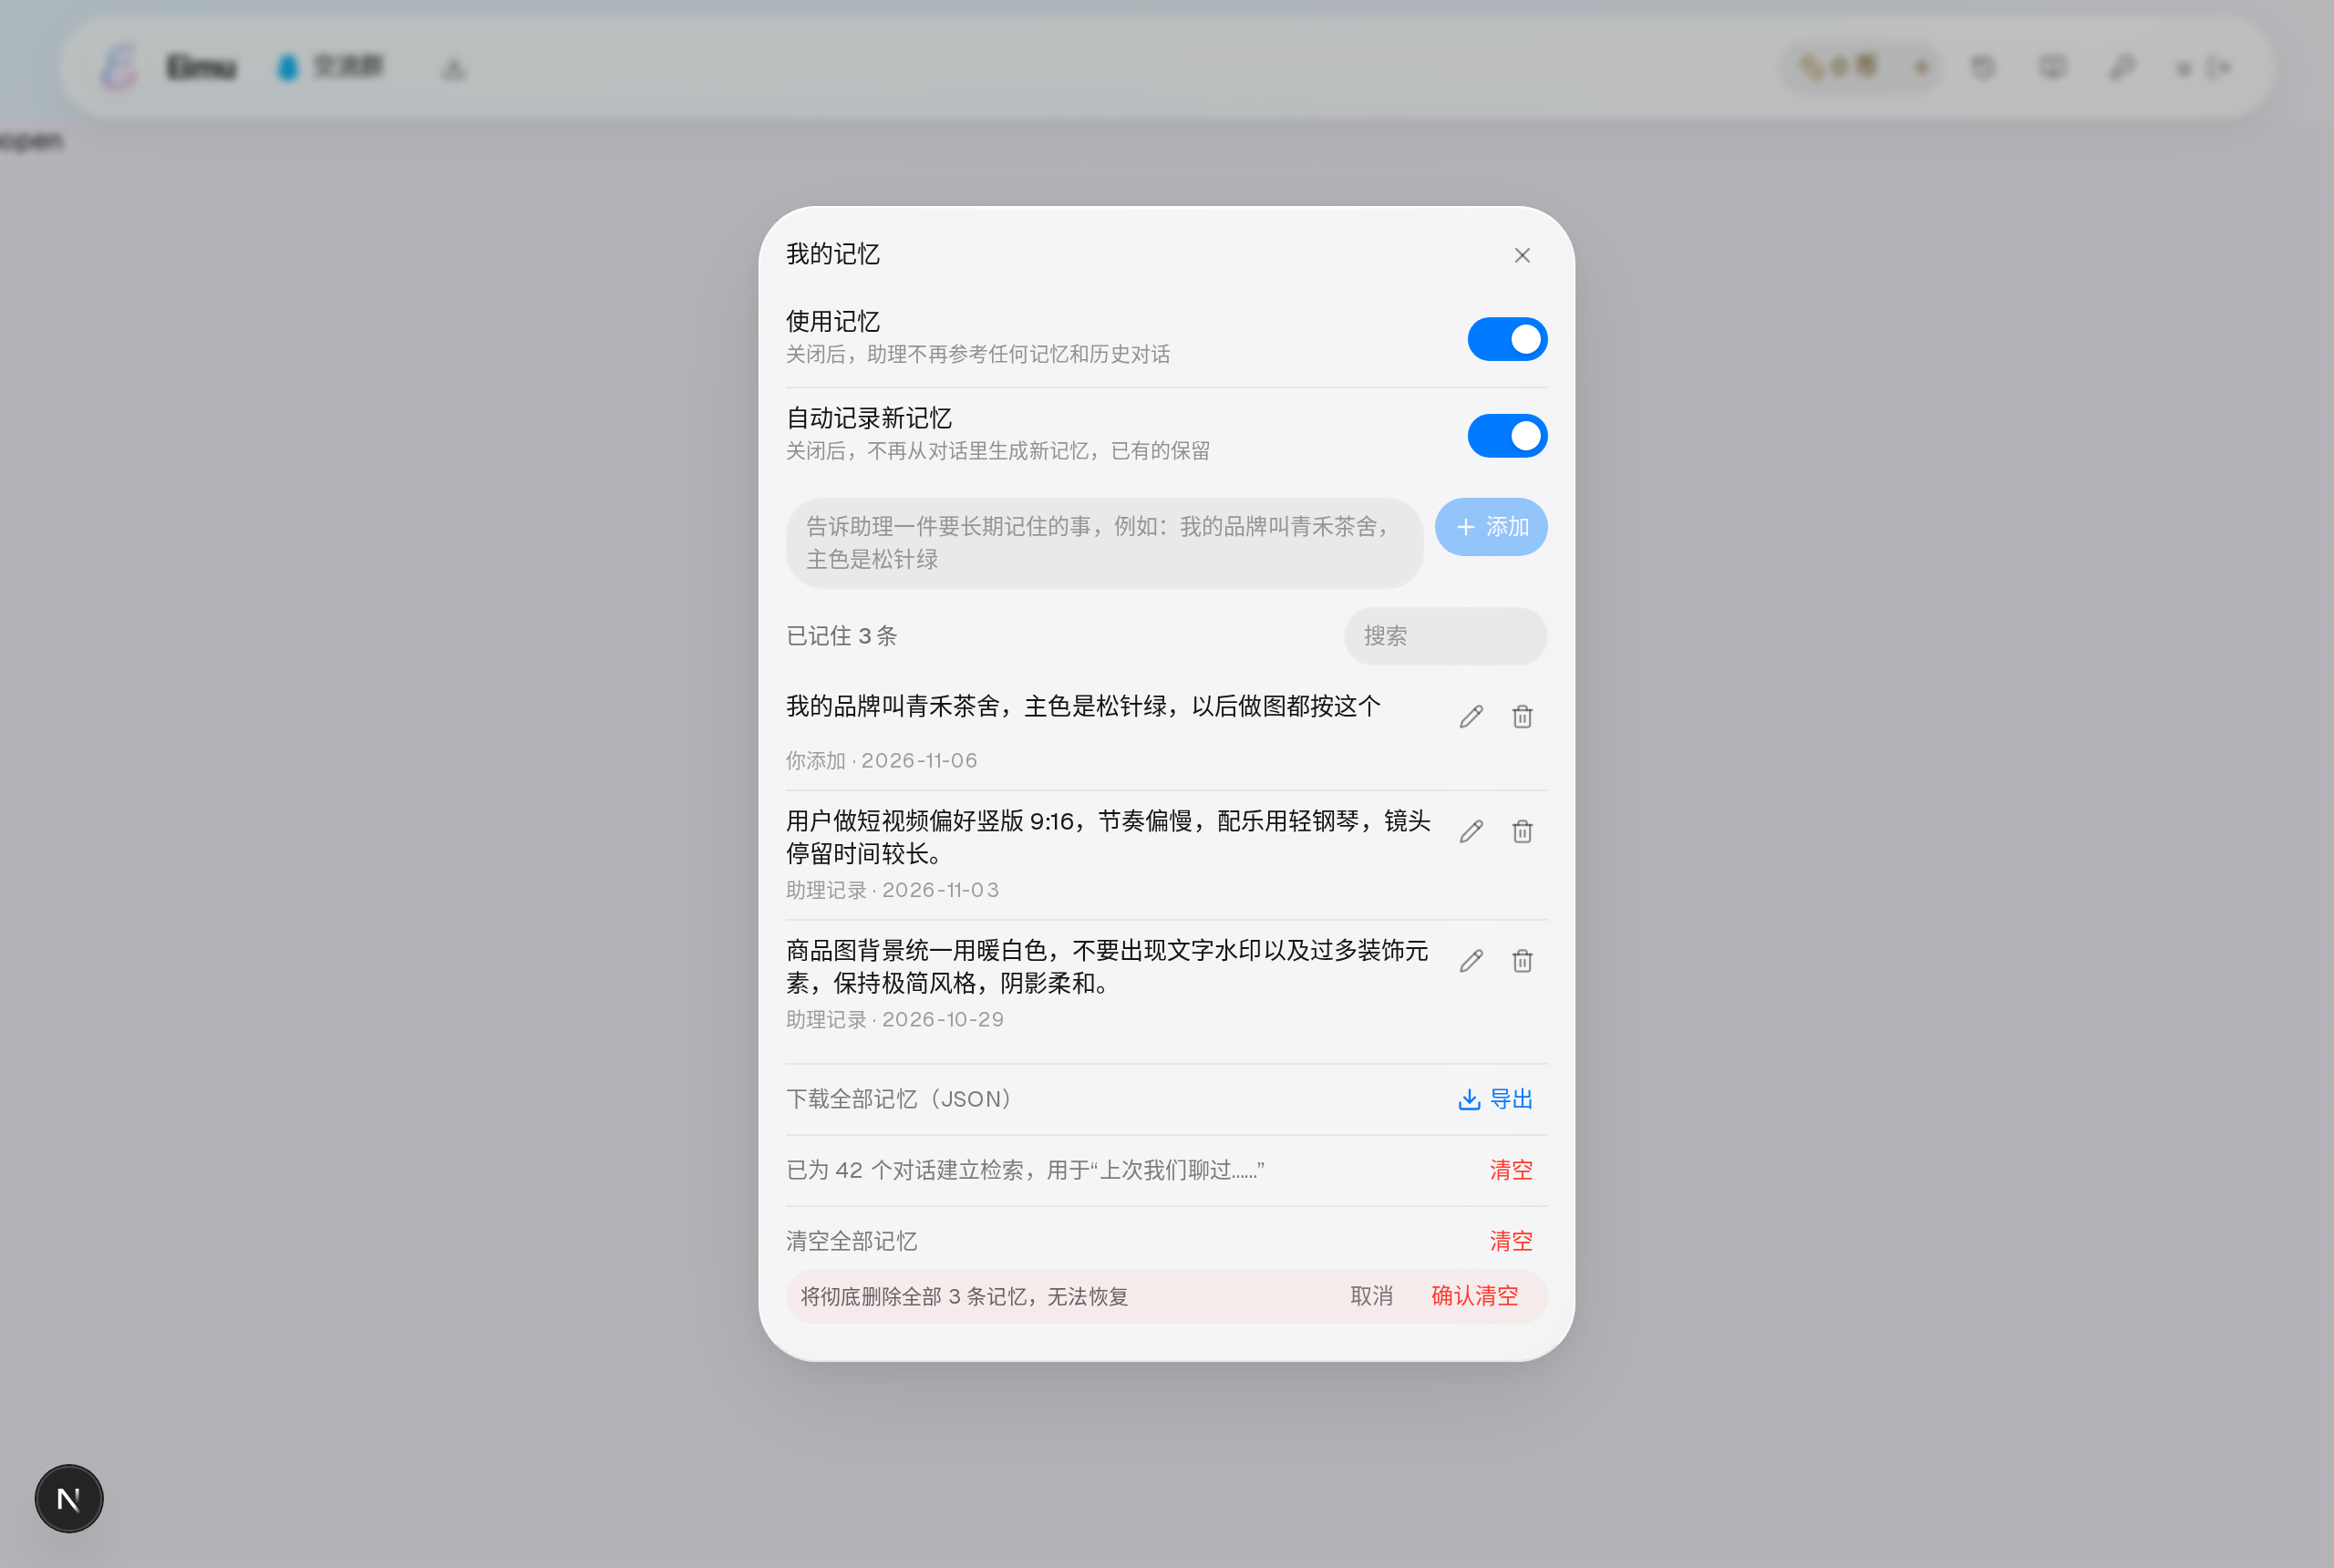 Eimu
交流群
open
我的记忆
使用记忆
关闭后，助理不再参考任何记忆和历史对话
自动记录新记忆
关闭后，不再从对话里生成新记忆，已有的保留
告诉助理一件要长期记住的事，例如：我的品牌叫青禾茶舍，
主色是松针绿
添加
已记住 3 条
搜索
我的品牌叫青禾茶舍，主色是松针绿，以后做图都按这个
你添加 · 2026-11-06
用户做短视频偏好竖版 9:16，节奏偏慢，配乐用轻钢琴，镜头
停留时间较长。
助理记录 · 2026-11-03
商品图背景统一用暖白色，不要出现文字水印以及过多装饰元
素，保持极简风格，阴影柔和。
助理记录 · 2026-10-29
下载全部记忆（JSON）
导出
已为 42 个对话建立检索，用于“上次我们聊过……”
清空
清空全部记忆
清空
将彻底删除全部 3 条记忆，无法恢复
取消
确认清空
N